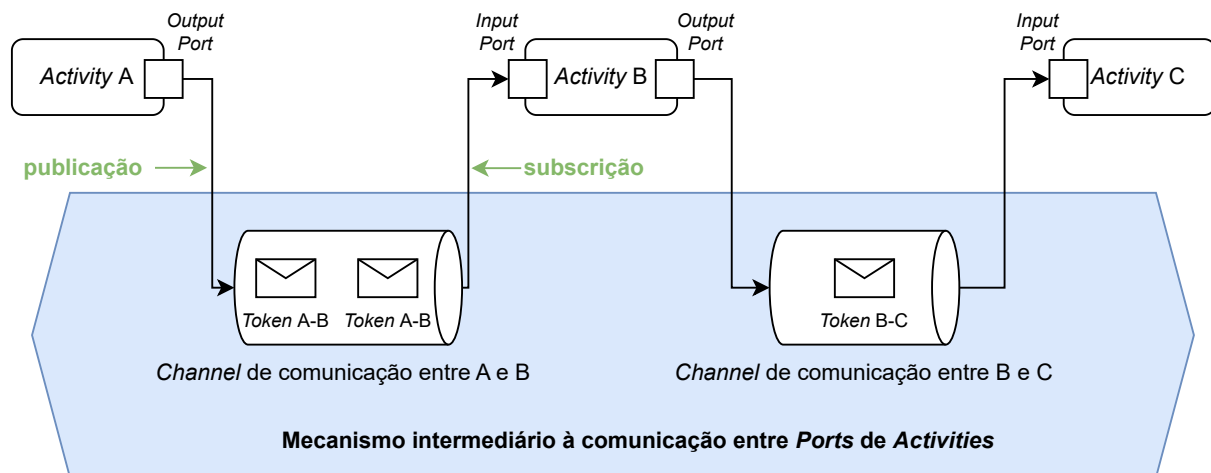 Output
Port
Input
Port
Output
Port
Input
Port
Activity A
Activity B
Activity C
publicação
subscrição
Token A-B
Token A-B
Token B-C
Channel de comunicação entre A e B
Channel de comunicação entre B e C
Mecanismo intermediário à comunicação entre Ports de Activities